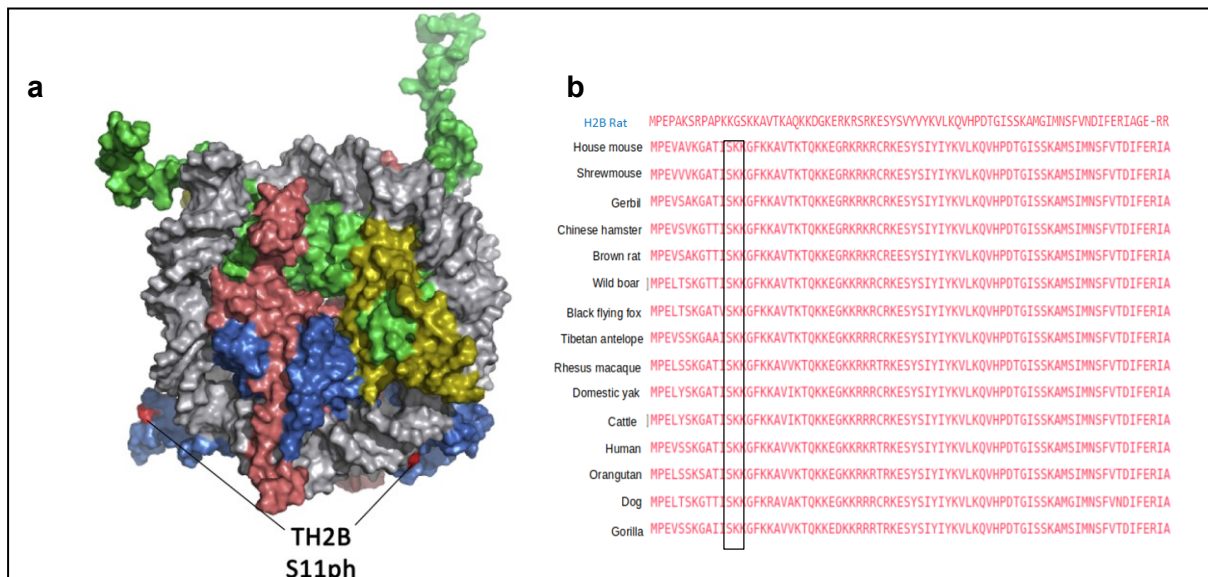 a
b
TH2B
S11ph
H2B Rat MPEPAKSRPAPKKGSKKAVTKAQKKDGKERKRSRKESYSVYVYKVLKQVHPDTGISSKAMGIMNSFVNDIFERIAGE-RR
House mouse MPEVAVKGATISKKGFKKAVTKTQKKEGRKRKRCRKESYSIYIYKVLKQVHPDTGISSKAMSIMNSFVTDIFERIA
Shrewmouse MPEVVVKGATISKKGFKKAVTKTQKKEGRKRKRCRKESYSIYIYKVLKQVHPDTGISSKAMSIMNSFVTDIFERIA
Gerbil MPEVSAKGATISKKGFKKAVTKTQKKEGRKRKRCRKESYSIYIYKVLKQVHPDTGISSKAMSIMNSFVTDIFERIA
Chinese hamster MPEVSVKGTTISKKGFKKAVTKTQKKEGRKRKRCRKESYSIYIYKVLKQVHPDTGISSKAMSIMNSFVTDIFERIA
Brown rat MPEVSAKGTTISKKGFKKAVTKTQKKEGRKRKRCREESYSIYIYKVLKQVHPDTGISSKAMSIMNSFVTDIFERIA
Wild boar MPELTSKGTTISKKGFKKAVTKTQKKEGKKRKRCRKESYSIYIYKVLKQVHPDTGISSKAMSIMNSFVTDIFERIA
Black flying fox MPELTSKGATVSKKGFKKAVTKTQKKEGKKRKRCRKESYSIYIYKVLKQVHPDTGISSKAMSIMNSFVTDIFERIA
Tibetan antelope MPEVSSKGAAISKKGFKKAVTKTQKKEGKKRRRCRKESYSIYIYKVLKQVHPDTGISSKAMSIMNSFVTDIFERIA
Rhesus macaque MPELSSKGATISKKGFKKAVVKTQKKEGKKRKRTRKESYSIYIYKVLKQVHPDTGISSKAMSIMNSFVTDIFERIA
Domestic yak MPELYSKGATISKKGFKKAVIKTQKKEGKKRRRCRKESYSIYIYKVLKQVHPDTGISSKAMSIMNSFVTDIFERIA
Cattle MPELYSKGATISKKGFKKAVIKTQKKEGKKRRRCRKESYSIYIYKVLKQVHPDTGISSKAMSIMNSFVTDIFERIA
Human MPEVSSKGATISKKGFKKAVVKTQKKEGKKRKRTRKESYSIYIYKVLKQVHPDTGISSKAMSIMNSFVTDIFERIA
Orangutan MPELSSKSATISKKGFKKAVVKTQKKEGKKRKRTRKESYSIYIYKVLKQVHPDTGISSKAMSIMNSFVTDIFERIA
Dog MPELTSKGTTISKKGFKRAVAKTQKKEGKKRRRCRKESYSIYIYKVLKQVHPDTGISSKAMGIMNSFVNDIFERIA
Gorilla MPEVSSKGAIISKKGFKKAVVKTQKKEDKKRRRTRKESYSIYIYKVLKQVHPDTGISSKAMSIMNSFVTDIFERIA